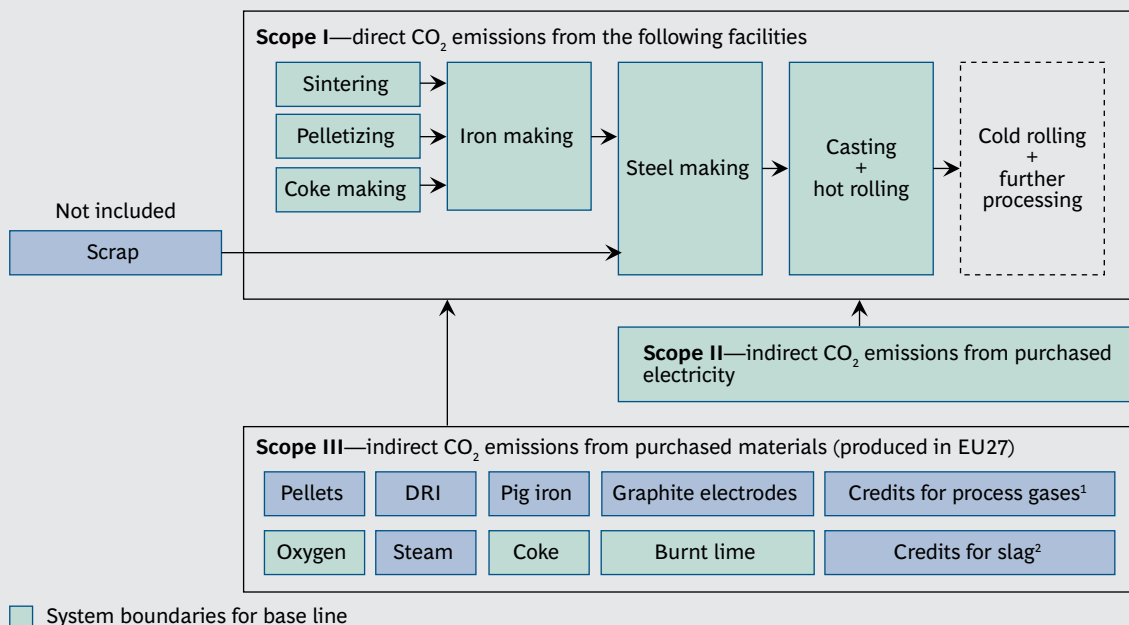 Scope I—direct CO₂ emissions from the following facilities
Sintering
Pelletizing
Coke making
Iron making
Steel making
Casting
+
hot rolling
Cold rolling
+
further
processing
Not included
Scrap
Scope II—indirect CO₂ emissions from purchased
electricity
Scope III—indirect CO₂ emissions from purchased materials (produced in EU27)
Pellets
DRI
Pig iron
Graphite electrodes
Credits for process gases¹
Oxygen
Steam
Coke
Burnt lime
Credits for slag²
System boundaries for base line